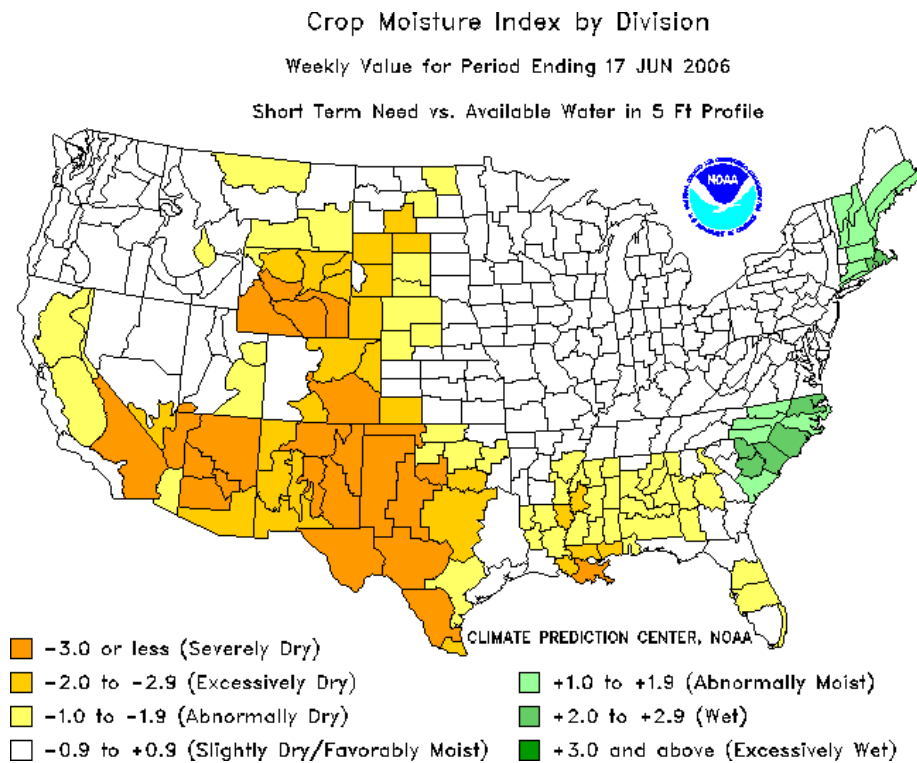 Crop Moisture Index by Division
Weekly Value for Period Ending 17 JUN 2006
Short Term Need vs. Available Water in 5 Ft Profile
NOAA
CLIMATE PREDICTION CENTER, NOAA
-3.0 or less (Severely Dry)
-2.0 to -2.9 (Excessively Dry)
-1.0 to -1.9 (Abnormally Dry)
-0.9 to +0.9 (Slightly Dry/Favorably Moist)
+1.0 to +1.9 (Abnormally Moist)
+2.0 to +2.9 (Wet)
+3.0 and above (Excessively Wet)